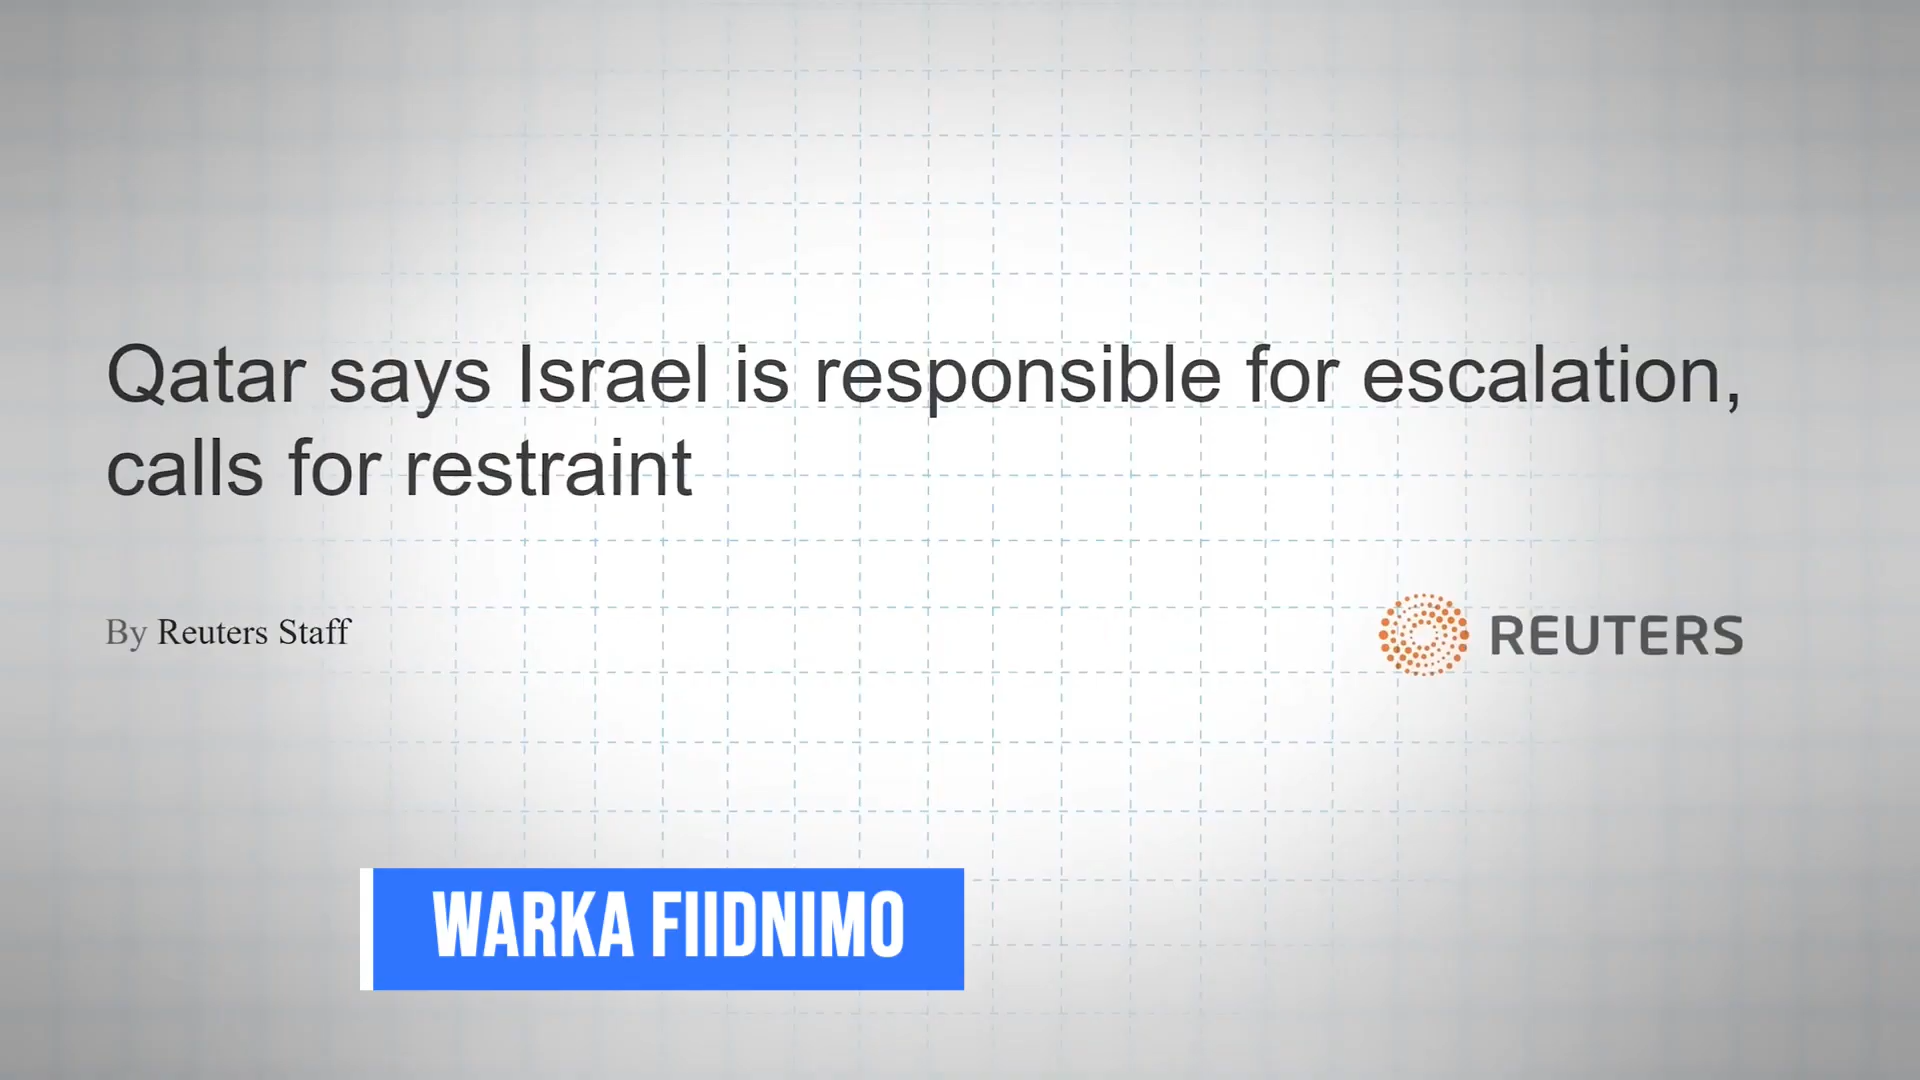 Qatar says Israel is responsible for escalation,
calls for restraint
By Reuters Staff
REUTERS
WARKA FIIDNIMO